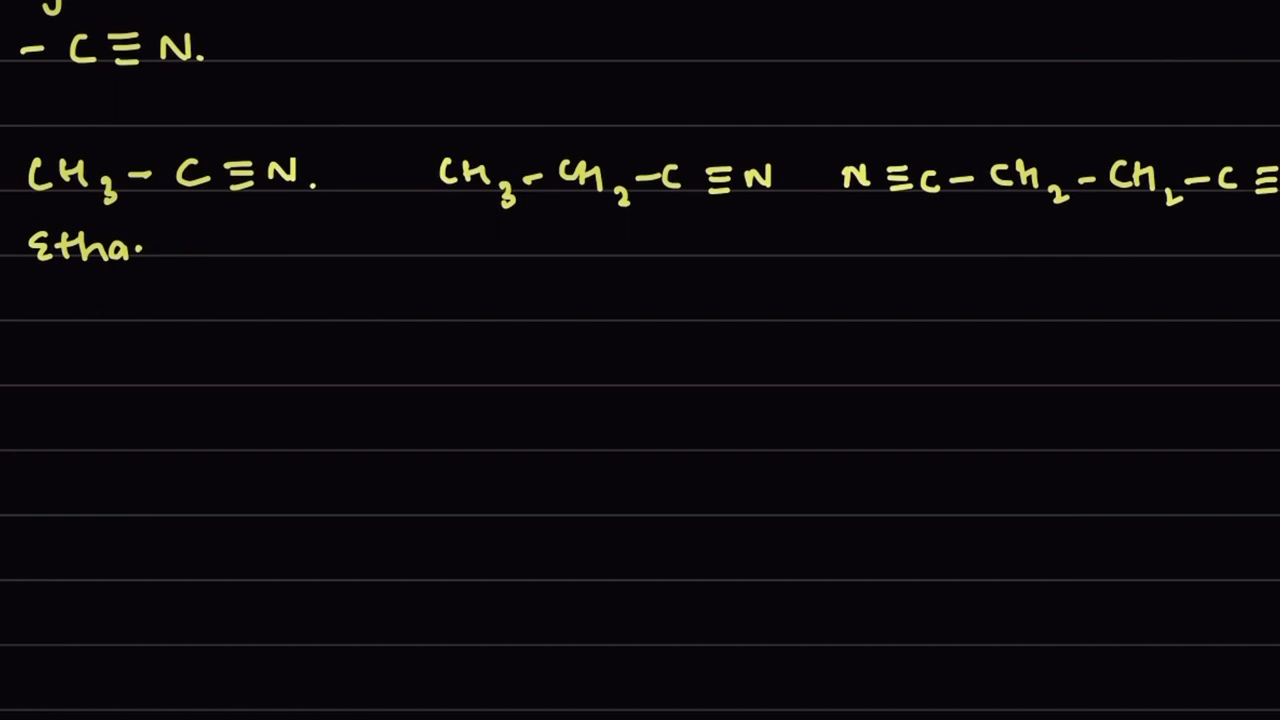 - C ≡ N.
CH₃ - C ≡ N. CH₃ - CH₂ - C ≡ N N ≡ C - CH₂ - CH₂ - C ≡
Etha.